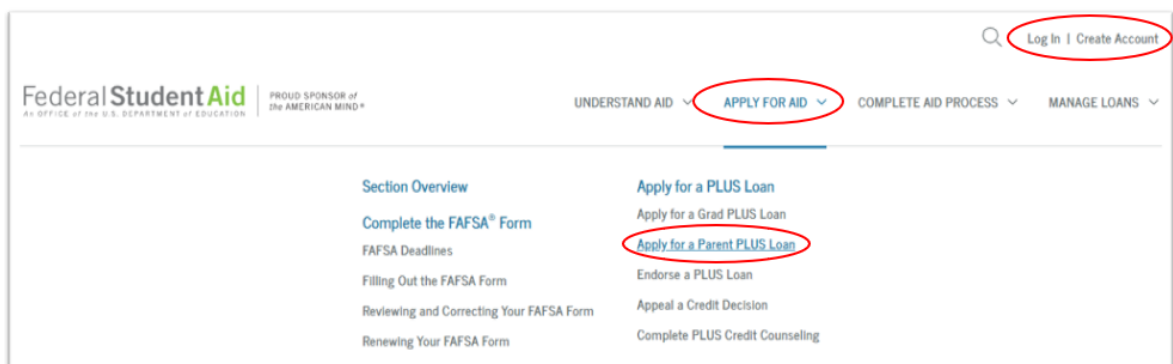 Log In | Create Account
Federal Student Aid
An OFFICE of the U.S. DEPARTMENT of EDUCATION
PROUD SPONSOR of
the AMERICAN MIND®
UNDERSTAND AID
APPLY FOR AID
COMPLETE AID PROCESS
MANAGE LOANS
Section Overview
Complete the FAFSA® Form
FAFSA Deadlines
Filling Out the FAFSA Form
Reviewing and Correcting Your FAFSA Form
Renewing Your FAFSA Form
Apply for a PLUS Loan
Apply for a Grad PLUS Loan
Apply for a Parent PLUS Loan
Endorse a PLUS Loan
Appeal a Credit Decision
Complete PLUS Credit Counseling